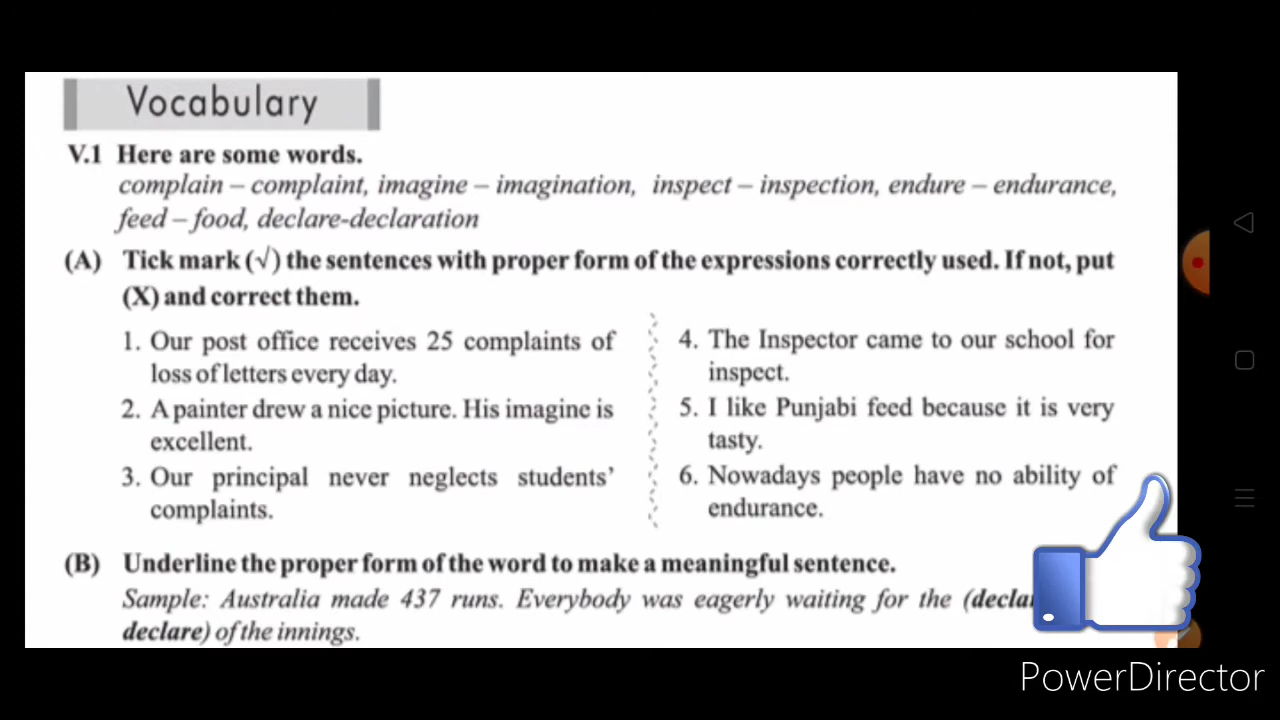 Vocabulary
V.1 Here are some words.
complain – complaint, imagine – imagination, inspect – inspection, endure – endurance,
feed – food, declare-declaration
(A) Tick mark (√) the sentences with proper form of the expressions correctly used. If not, put
(X) and correct them.
1. Our post office receives 25 complaints of
loss of letters every day.
2. A painter drew a nice picture. His imagine is
excellent.
3. Our principal never neglects students'
complaints.
4. The Inspector came to our school for
inspect.
5. I like Punjabi feed because it is very
tasty.
6. Nowadays people have no ability of
endurance.
(B) Underline the proper form of the word to make a meaningful sentence.
Sample: Australia made 437 runs. Everybody was eagerly waiting for the
declare) of the innings.
PowerDirector